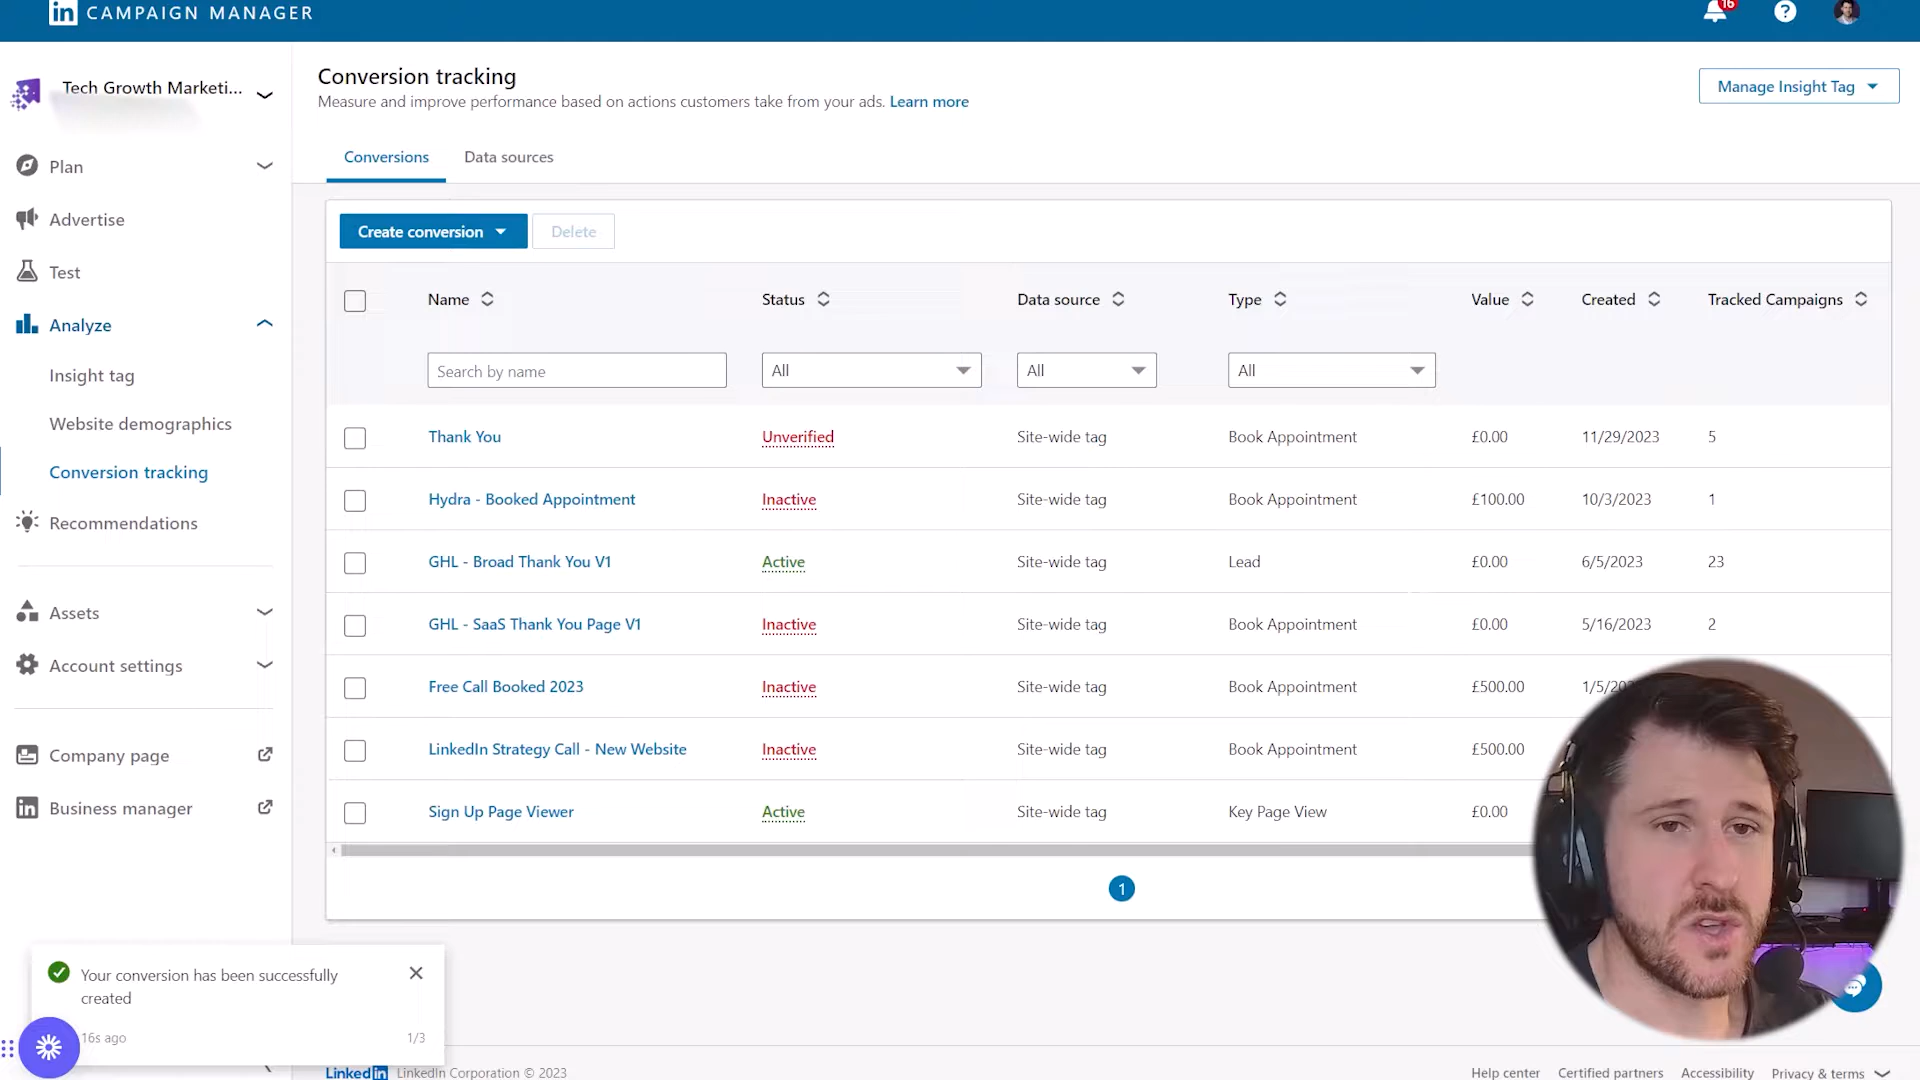 in CAMPAIGN MANAGER
16
Tech Growth Marketi...
Plan
Advertise
Test
Analyze
Insight tag
Website demographics
Conversion tracking
Recommendations
Assets
Account settings
Company page
Business manager
Conversion tracking
Measure and improve performance based on actions customers take from your ads. Learn more
Manage Insight Tag
Conversions Data sources
Create conversion Delete
Name Status Data source Type Value Created Tracked Campaigns
Search by name All All All
Thank You Unverified Site-wide tag Book Appointment £0.00 11/29/2023 5
Hydra - Booked Appointment Inactive Site-wide tag Book Appointment £100.00 10/3/2023 1
GHL - Broad Thank You V1 Active Site-wide tag Lead £0.00 6/5/2023 23
GHL - SaaS Thank You Page V1 Inactive Site-wide tag Book Appointment £0.00 5/16/2023 2
Free Call Booked 2023 Inactive Site-wide tag Book Appointment £500.00 1/5/20
LinkedIn Strategy Call - New Website Inactive Site-wide tag Book Appointment £500.00
Sign Up Page Viewer Active Site-wide tag Key Page View £0.00
1
Your conversion has been successfully
created
16s ago 1/3
LinkedIn LinkedIn Corporation © 2023
Help center Certified partners Accessibility Privacy & terms